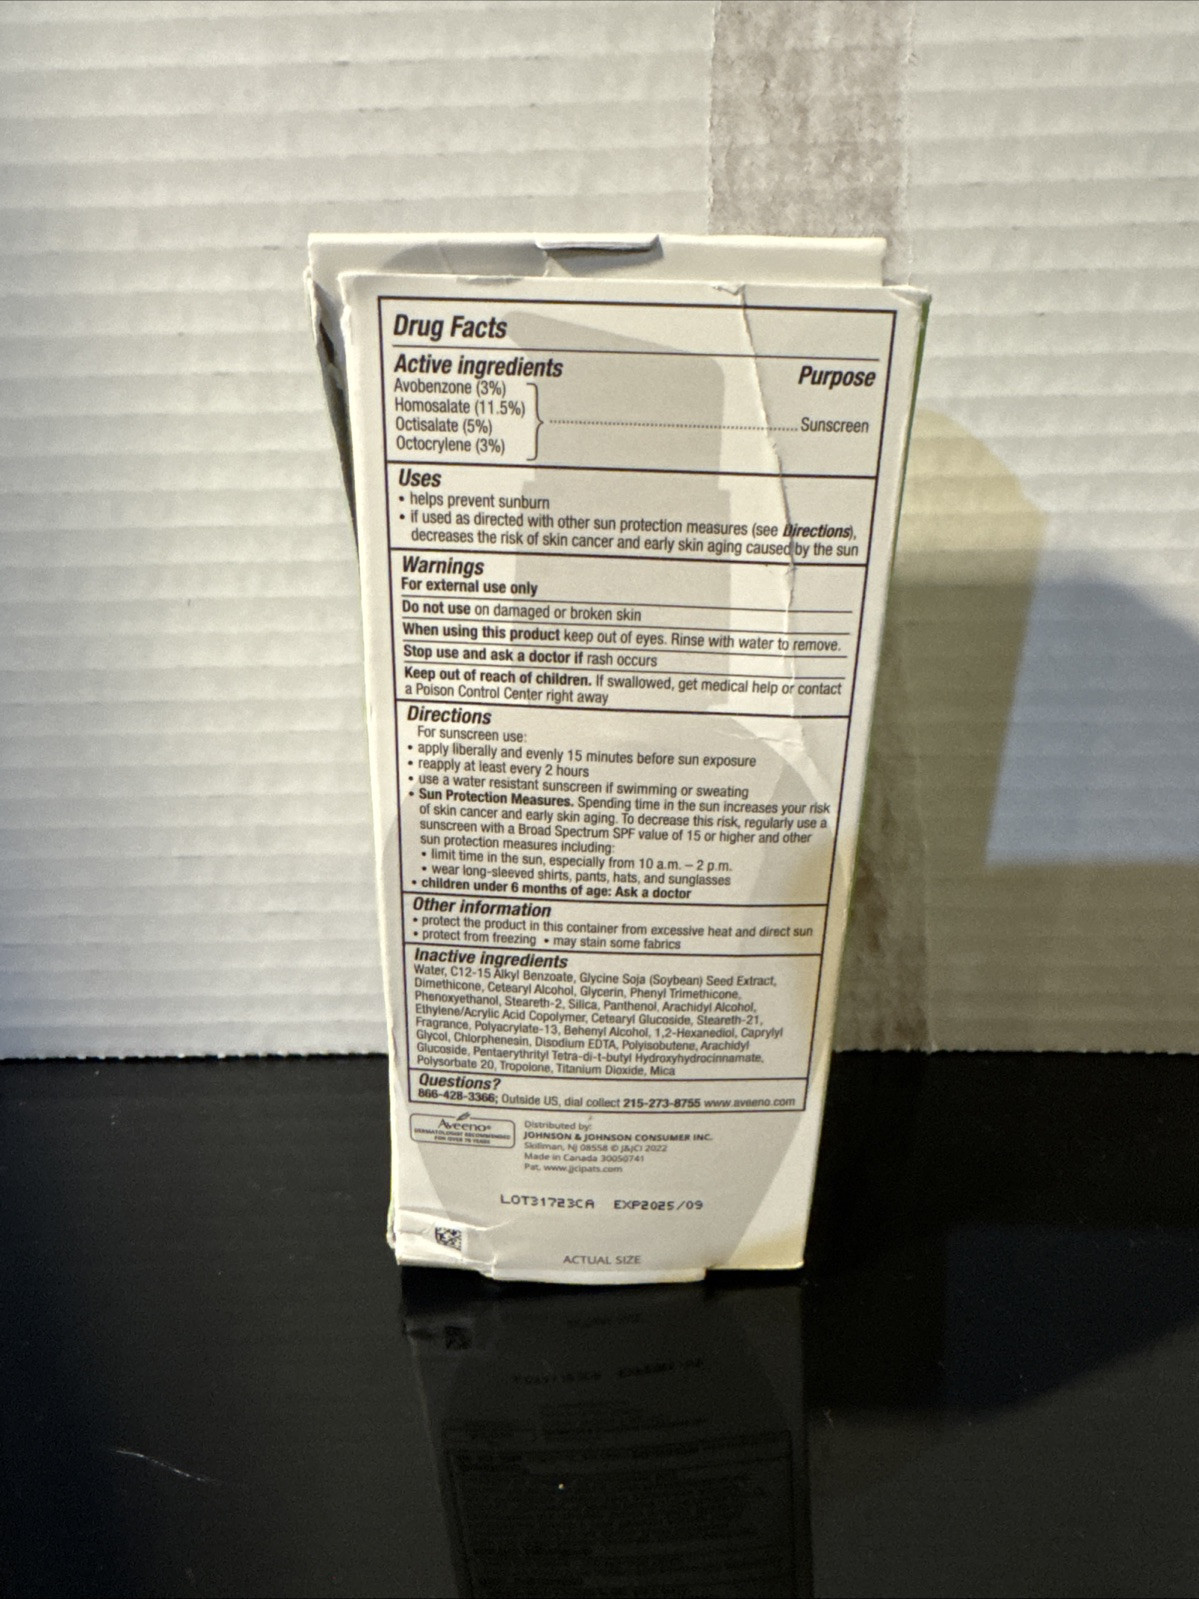 Drug Facts
Active ingredients
Purpose
Avobenzone (3%)
Homosalate (11.5%)
Octisalate (5%)
Octocrylene (3%)
Sunscreen
Uses
• helps prevent sunburn
• if used as directed with other sun protection measures (see Directions),
decreases the risk of skin cancer and early skin aging caused by the sun
Warnings
For external use only
Do not use on damaged or broken skin
When using this product keep out of eyes. Rinse with water to remove.
Stop use and ask a doctor if rash occurs
Keep out of reach of children. If swallowed, get medical help or contact
a Poison Control Center right away
Directions
For sunscreen use:
• apply liberally and evenly 15 minutes before sun exposure
• reapply at least every 2 hours
• use a water resistant sunscreen if swimming or sweating
• Sun Protection Measures. Spending time in the sun increases your risk
of skin cancer and early skin aging. To decrease this risk, regularly use a
sunscreen with a Broad Spectrum SPF value of 15 or higher and other
sun protection measures including:
• limit time in the sun, especially from 10 a.m. – 2 p.m.
• wear long-sleeved shirts, pants, hats, and sunglasses
• children under 6 months of age: Ask a doctor
Other information
• protect the product in this container from excessive heat and direct sun
• protect from freezing • may stain some fabrics
Inactive ingredients
Water, C12-15 Alkyl Benzoate, Glycine Soja (Soybean) Seed Extract,
Dimethicone, Cetearyl Alcohol, Glycerin, Phenyl Trimethicone,
Phenoxyethanol, Steareth-2, Silica, Panthenol, Arachidyl Alcohol,
Ethylene/Acrylic Acid Copolymer, Cetearyl Glucoside, Steareth-21,
Fragrance, Polyacrylate-13, Behenyl Alcohol, 1,2-Hexanediol, Caprylyl
Glycol, Chlorphenesin, Disodium EDTA, Polyisobutene, Arachidyl
Glucoside, Pentaerythrityl Tetra-di-t-butyl Hydroxyhydrocinnamate,
Polysorbate 20, Tropolone, Titanium Dioxide, Mica
Questions?
866-428-3366; Outside US, dial collect 215-273-8755 www.aveeno.com
Aveeno®
DERMATOLOGIST RECOMMENDED
FOR OVER 70 YEARS
Distributed by:
JOHNSON & JOHNSON CONSUMER INC.
Skillman, NJ 08558 © J&JCI 2022
Made in Canada 30050741
Pat. www.jjcipats.com
LOT31723CA EXP2025/09
ACTUAL SIZE